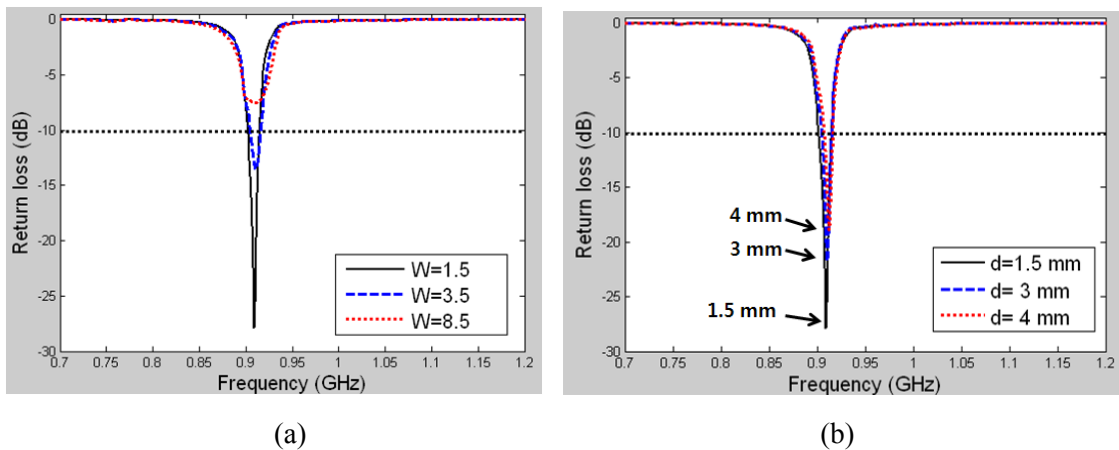 0
-5
-10
-15
-20
-25
-30
Return loss (dB)
W=1.5
W=3.5
W=8.5
0.7 0.75 0.8 0.85 0.9 0.95 1 1.05 1.1 1.15 1.2
Frequency (GHz)
(a)
0
-5
-10
-15
-20
-25
-30
Return loss (dB)
4 mm
3 mm
1.5 mm
d=1.5 mm
d= 3 mm
d= 4 mm
0.7 0.75 0.8 0.85 0.9 0.95 1 1.05 1.1 1.15 1.2
Frequency (GHz)
(b)